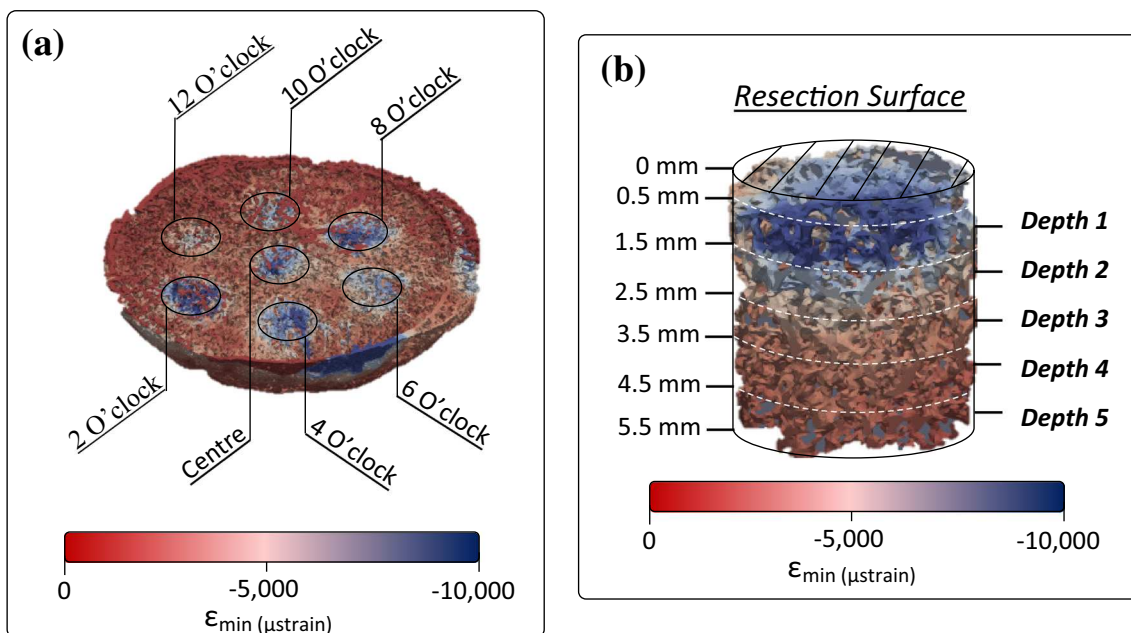 (a)
12 O'clock
10 O'clock
8 O'clock
2 O'clock
Centre
4 O'clock
6 O'clock
0
-5,000
-10,000
εmin (µstrain)
(b)
Resection Surface
0 mm
0.5 mm
1.5 mm
2.5 mm
3.5 mm
4.5 mm
5.5 mm
Depth 1
Depth 2
Depth 3
Depth 4
Depth 5
0
-5,000
-10,000
εmin (µstrain)